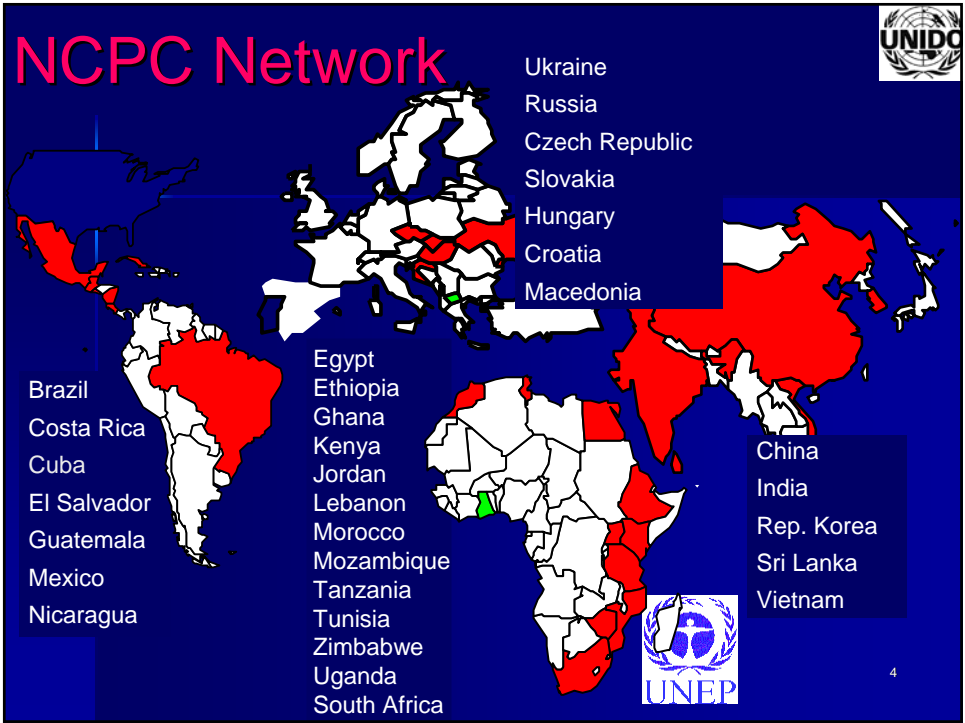 NCPC Network
UNIDO
Ukraine
Russia
Czech Republic
Slovakia
Hungary
Croatia
Macedonia
Brazil
Costa Rica
Cuba
El Salvador
Guatemala
Mexico
Nicaragua
Egypt
Ethiopia
Ghana
Kenya
Jordan
Lebanon
Morocco
Mozambique
Tanzania
Tunisia
Zimbabwe
Uganda
South Africa
China
India
Rep. Korea
Sri Lanka
Vietnam
UNEP
4